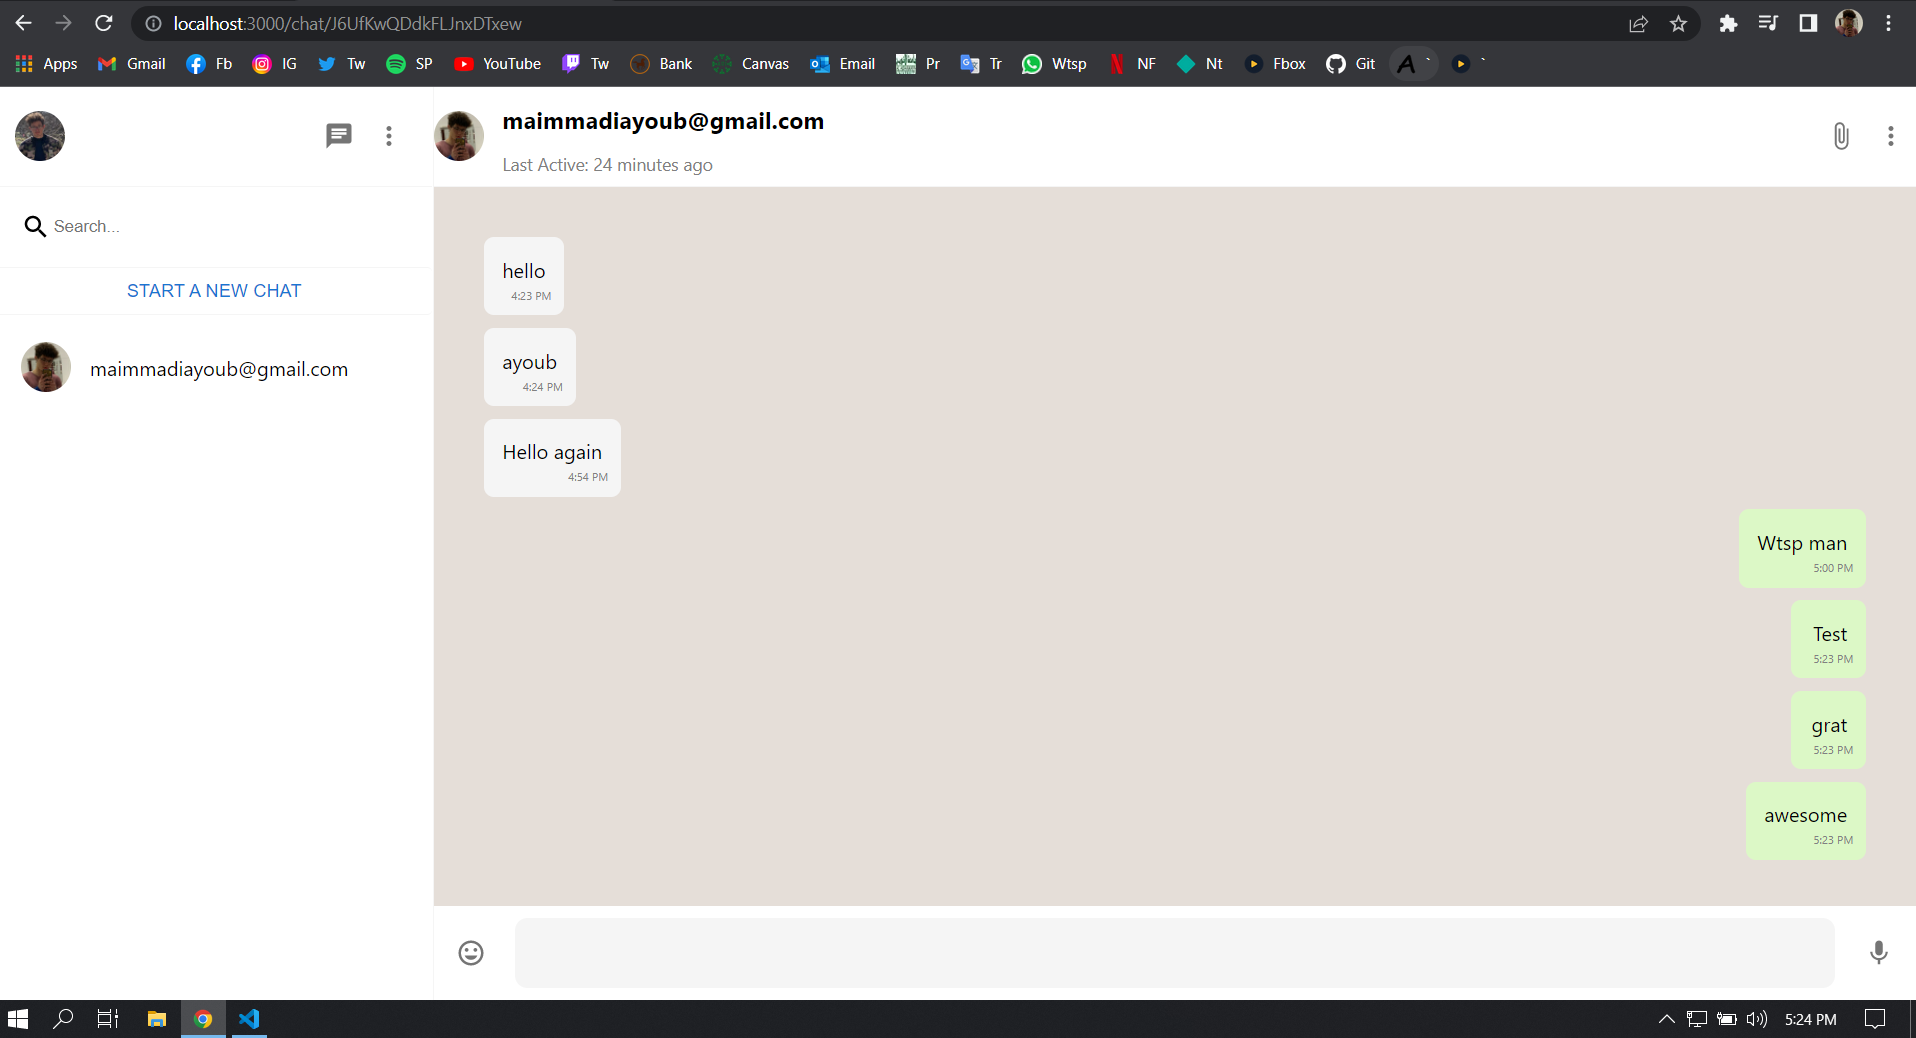 localhost:3000/chat/J6UfKwQDdkFLJnxDTxew
Apps Gmail Fb IG Tw SP YouTube Tw Bank Canvas Email Pr Tr Wtsp NF Nt Fbox Git ` `
maimmadiayoub@gmail.com
Last Active: 24 minutes ago
Search...
START A NEW CHAT
maimmadiayoub@gmail.com
hello
4:23 PM
ayoub
4:24 PM
Hello again
4:54 PM
Wtsp man
5:00 PM
Test
5:23 PM
grat
5:23 PM
awesome
5:23 PM
5:24 PM